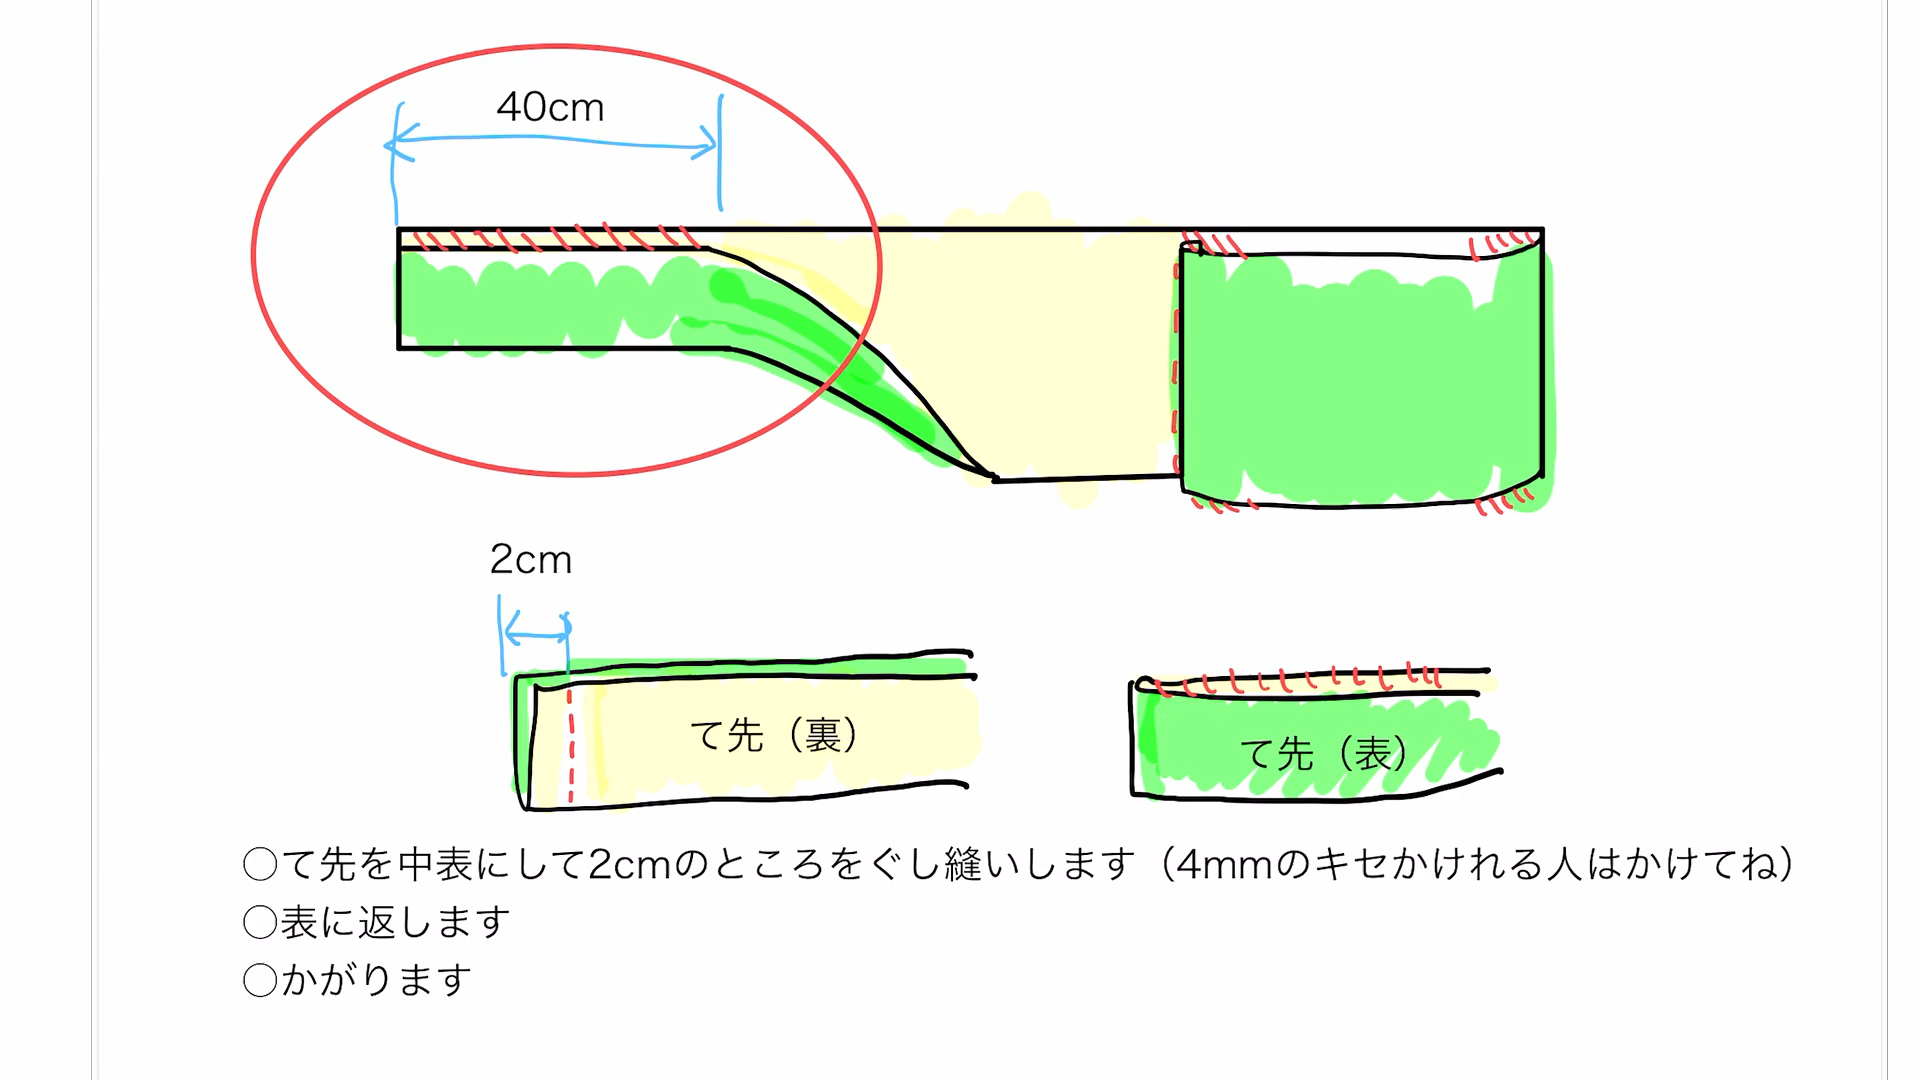 40cm
2cm
て先（裏）
て先（表）
○て先を中表にして2cmのところをぐし縫いします（4mmのキセかけれる人はかけてね）
○表に返します
○かがります